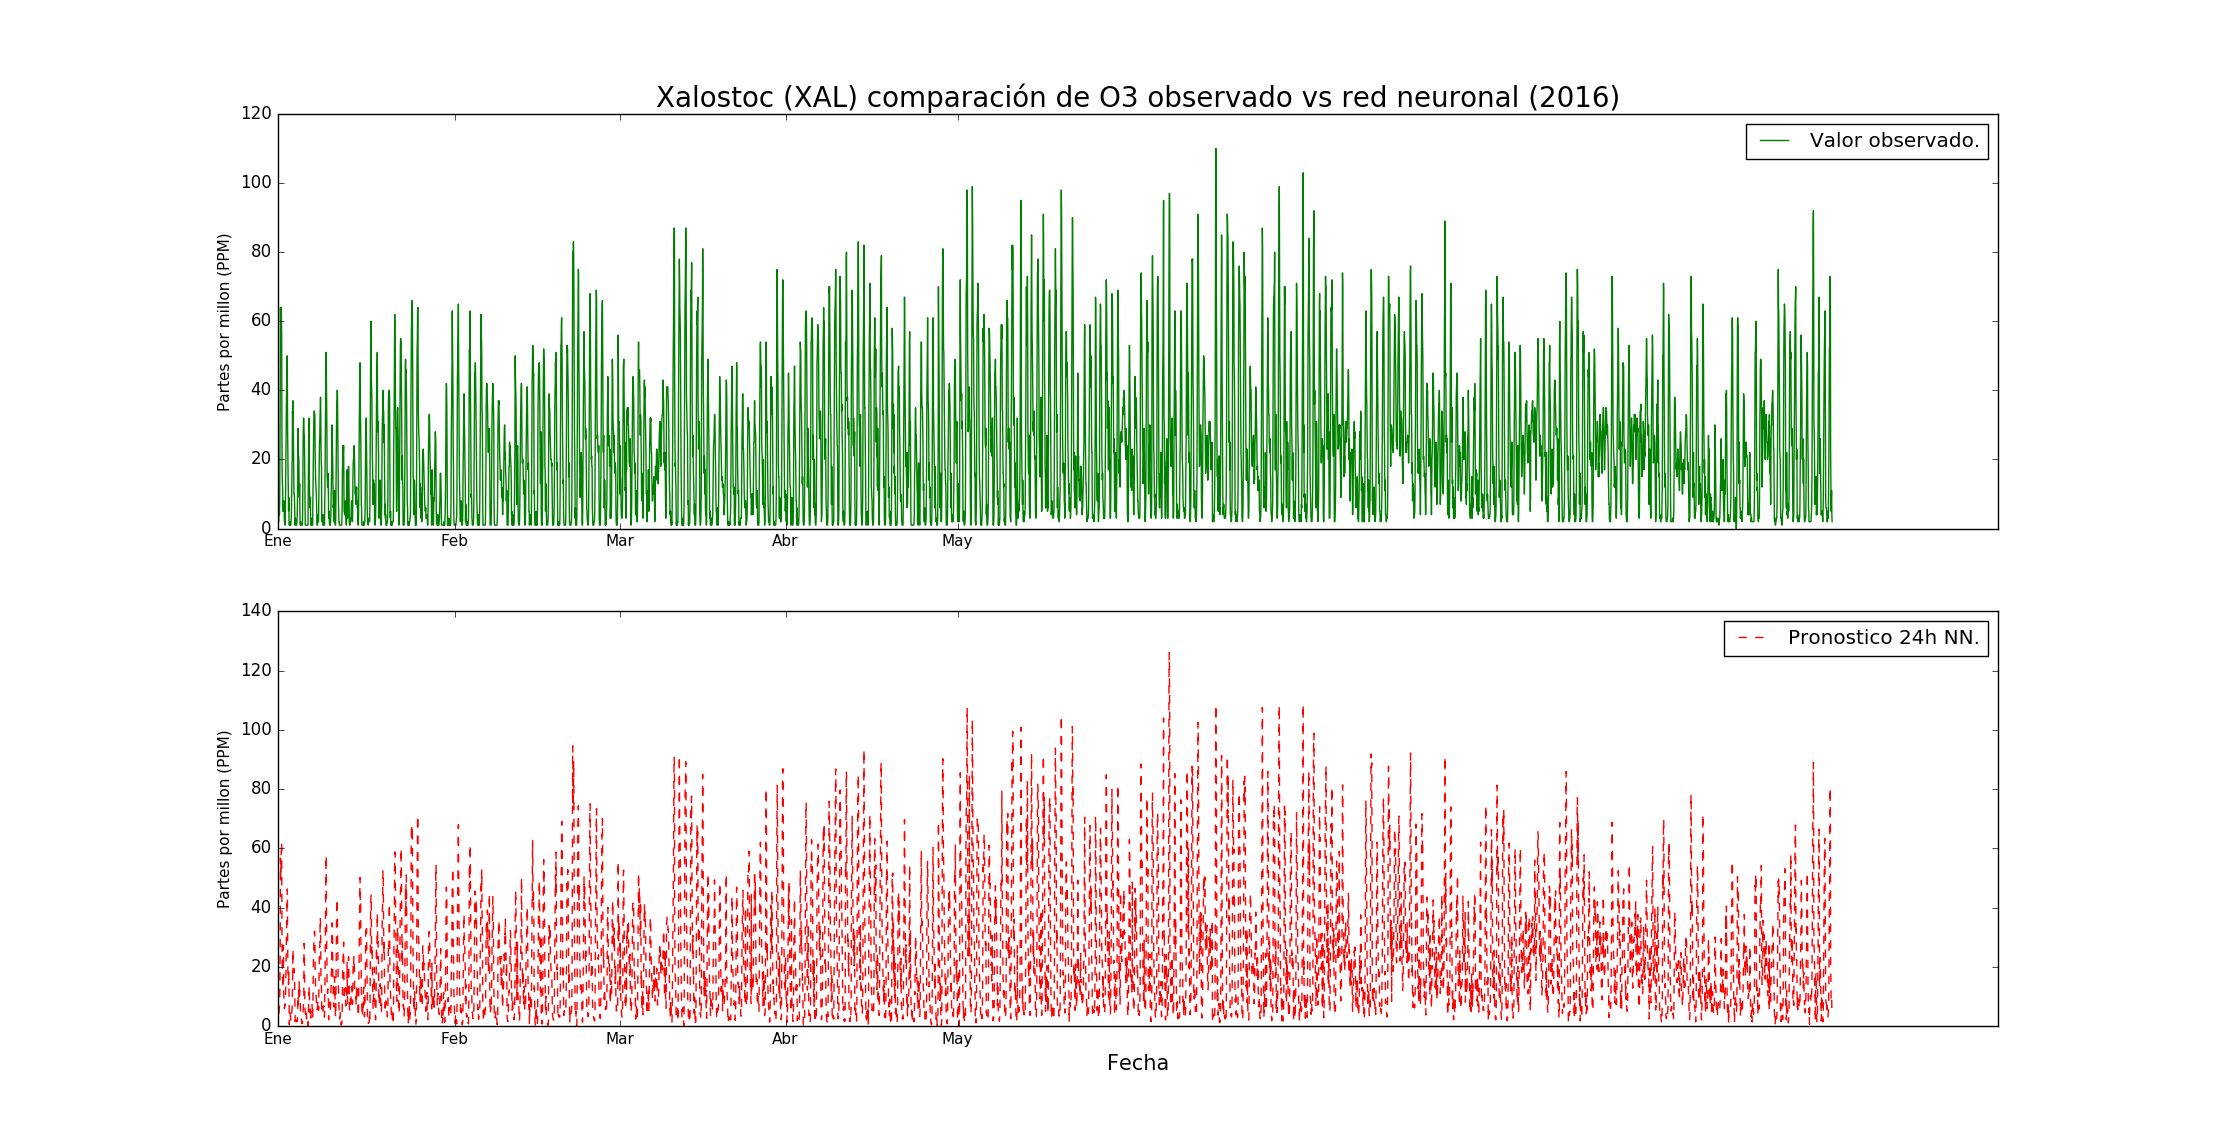 Xalostoc (XAL) comparación de O3 observado vs red neuronal (2016)
120
100
80
60
40
20
0
Partes por millon (PPM)
Valor observado.
Ene Feb Mar Abr May
140
120
100
80
60
40
20
0
Partes por millon (PPM)
Pronostico 24h NN.
Ene Feb Mar Abr May
Fecha